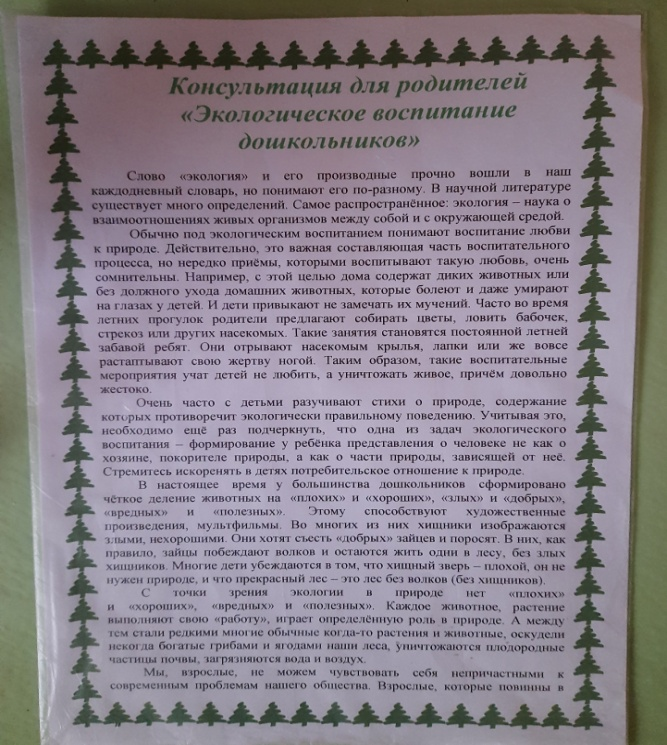 Консультация для родителей
«Экологическое воспитание
дошкольников»
Слово «экология» и его производные прочно вошли в наш
каждодневный словарь, но понимают его по-разному. В научной литературе
существует много определений. Самое распространённое: экология – наука о
взаимоотношениях живых организмов между собой и с окружающей средой.
Обычно под экологическим воспитанием понимают воспитание любви
к природе. Действительно, это важная составляющая часть воспитательного
процесса, но нередко приёмы, которыми воспитывают такую любовь, очень
сомнительны. Например, с этой целью дома содержат диких животных или
без должного ухода домашних животных, которые болеют и даже умирают
на глазах у детей. И дети привыкают не замечать их мучений. Часто во время
летних прогулок родители предлагают собирать цветы, ловить бабочек,
стрекоз или других насекомых. Такие занятия становятся постоянной летней
забавой ребят. Они отрывают насекомым крылья, лапки или же вовсе
растаптывают свою жертву ногой. Таким образом, такие воспитательные
мероприятия учат детей не любить, а уничтожать живое, причём довольно
жестоко.
Очень часто с детьми разучивают стихи о природе, содержание
которых противоречит экологически правильному поведению. Учитывая это,
необходимо ещё раз подчеркнуть, что одна из задач экологического
воспитания – формирование у ребёнка представления о человеке не как о
хозяине, покорителе природы, а как о части природы, зависящей от неё.
Стремитесь искоренять в детях потребительское отношение к природе.
В настоящее время у большинства дошкольников сформировано
чёткое деление животных на «плохих» и «хороших», «злых» и «добрых»,
«вредных» и «полезных». Этому способствуют художественные
произведения, мультфильмы. Во многих из них хищники изображаются
злыми, нехорошими. Они хотят съесть «добрых» зайцев и поросят. В них, как
правило, зайцы побеждают волков и остаются жить одни в лесу, без злых
хищников. Многие дети убеждаются в том, что хищный зверь – плохой, он не
нужен природе, и что прекрасный лес – это лес без волков (без хищников).
С точки зрения экологии в природе нет «плохих»
и «хороших», «вредных» и «полезных». Каждое животное, растение
выполняют свою «работу», играет определённую роль в природе. А между
тем стали редкими многие обычные когда-то растения и животные, оскудели
некогда богатые грибами и ягодами наши леса, уничтожаются плодородные
частицы почвы, загрязняются вода и воздух.
Мы, взрослые, не можем чувствовать себя непричастными к
современным проблемам нашего общества. Взрослые, которые повинны в